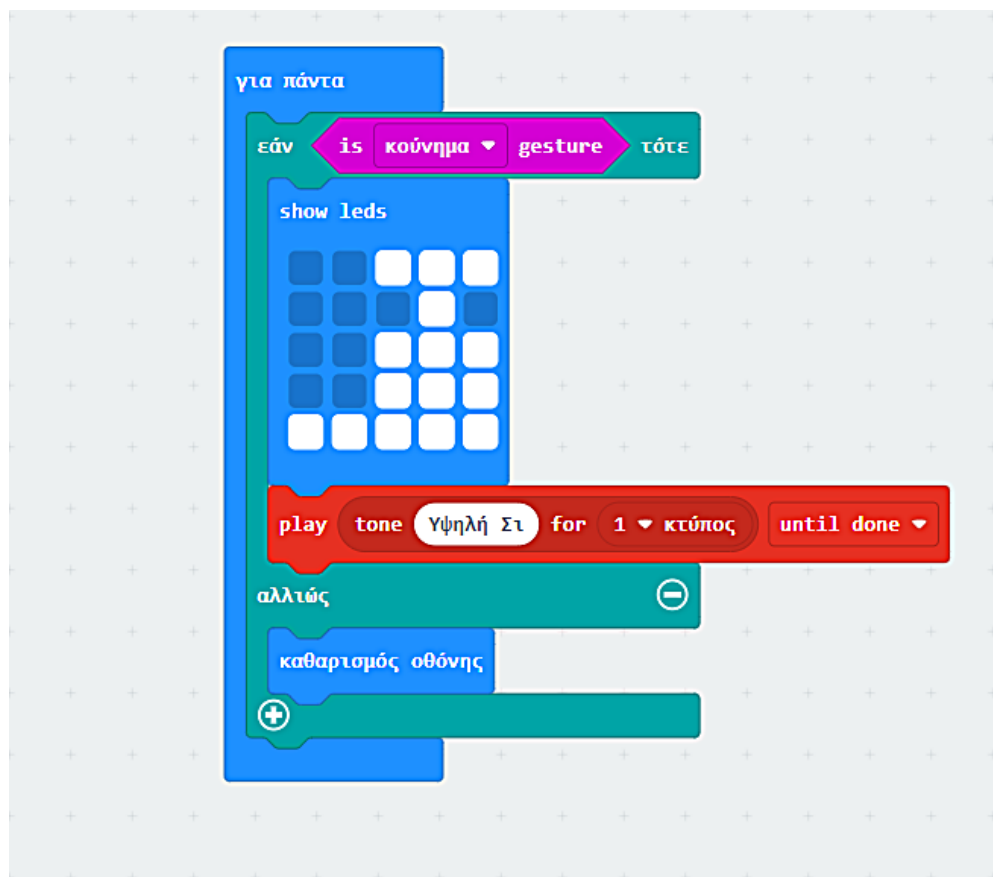 για πάντα
εάν is κούνημα gesture τότε
show leds
play tone Υψηλή Σι for 1 κτύπος until done
αλλιώς
καθαρισμός οθόνης